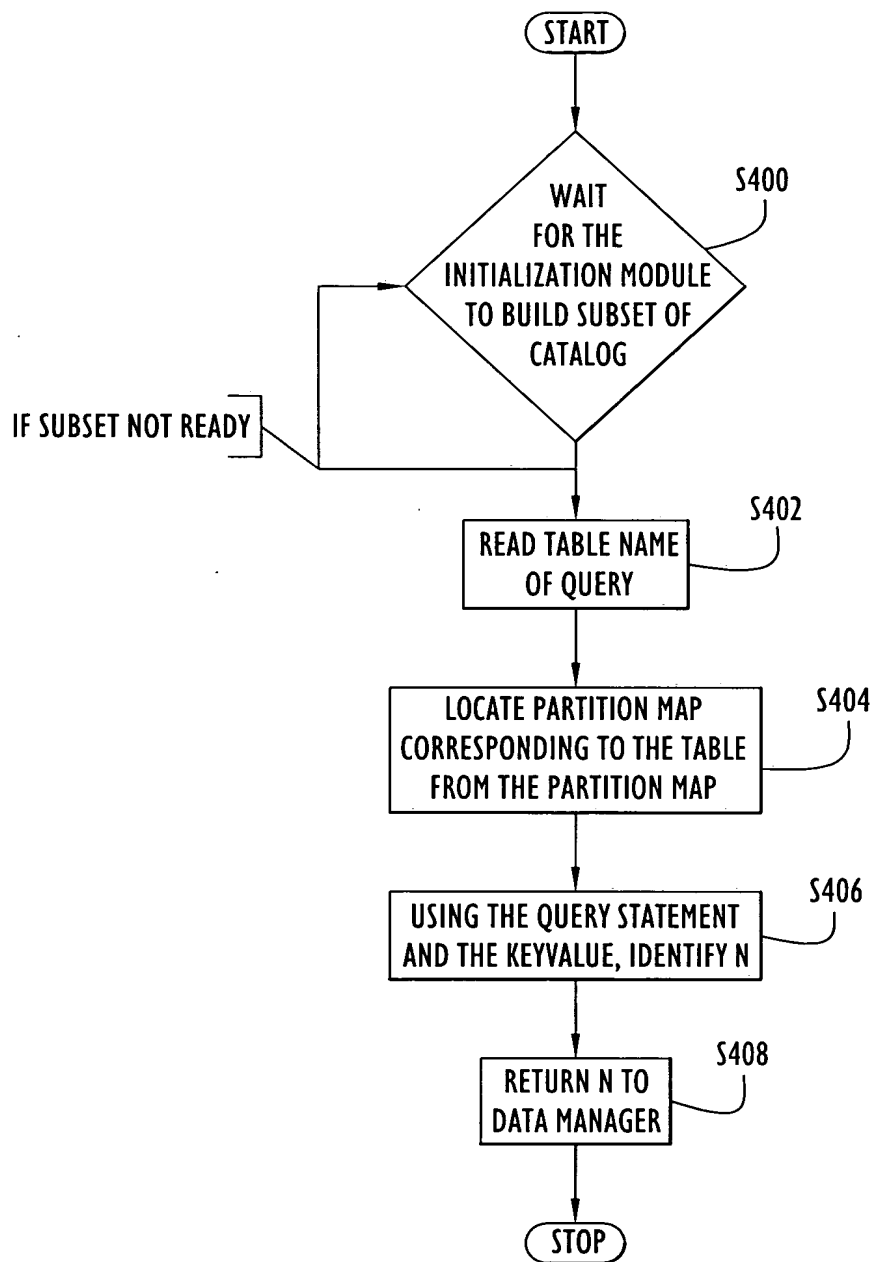 START
S400
WAIT
FOR THE
INITIALIZATION MODULE
TO BUILD SUBSET OF
CATALOG
IF SUBSET NOT READY
S402
READ TABLE NAME
OF QUERY
S404
LOCATE PARTITION MAP
CORRESPONDING TO THE TABLE
FROM THE PARTITION MAP
S406
USING THE QUERY STATEMENT
AND THE KEYVALUE, IDENTIFY N
S408
RETURN N TO
DATA MANAGER
STOP